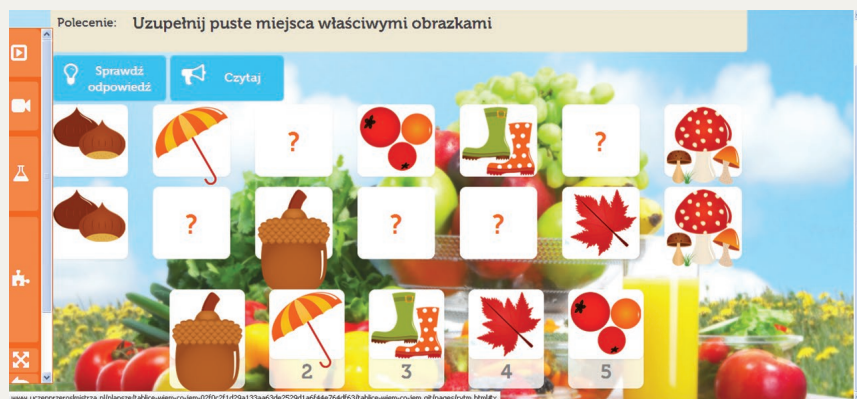 Polecenie: Uzupełnij puste miejsca właściwymi obrazkami
Sprawdź
odpowiedź
Czytaj
? ?
? ? ?
2 3 4 5